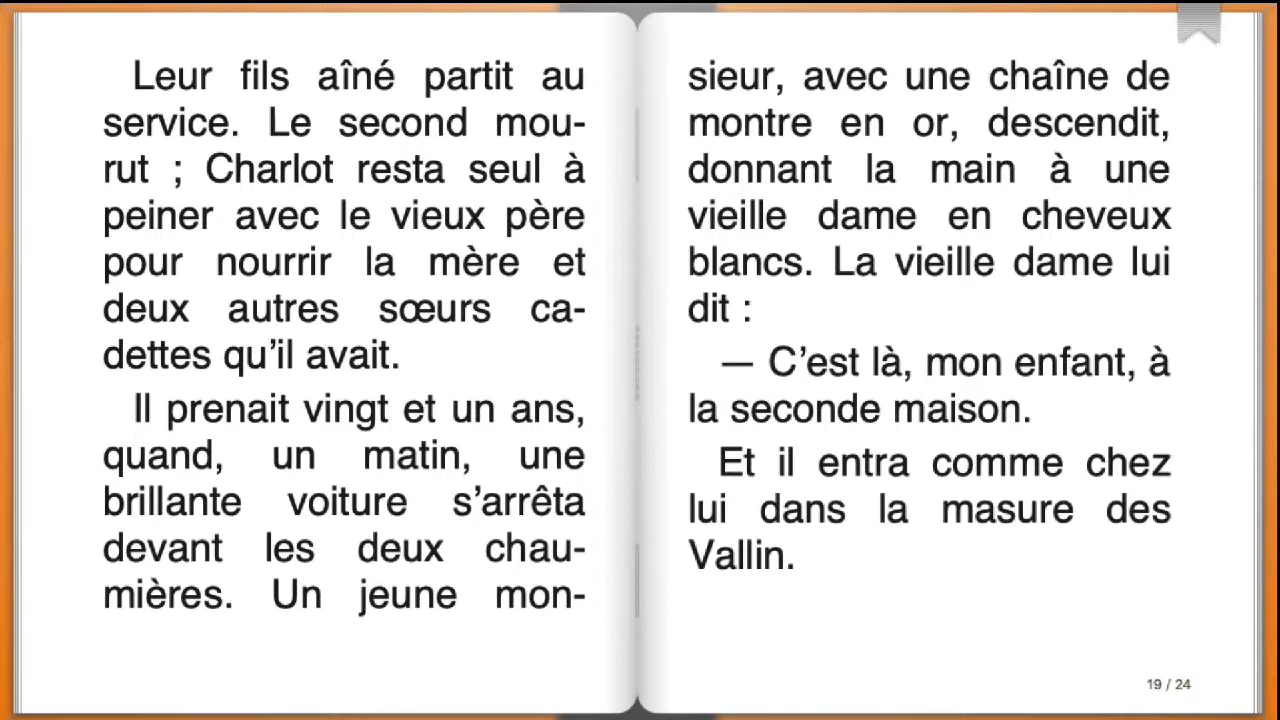 Leur fils aîné partit au
service. Le second mou-
rut ; Charlot resta seul à
peiner avec le vieux père
pour nourrir la mère et
deux autres sœurs ca-
dettes qu’il avait.
Il prenait vingt et un ans,
quand, un matin, une
brillante voiture s’arrêta
devant les deux chau-
mières. Un jeune mon-
sieur, avec une chaîne de
montre en or, descendit,
donnant la main à une
vieille dame en cheveux
blancs. La vieille dame lui
dit :
— C’est là, mon enfant, à
la seconde maison.
Et il entra comme chez
lui dans la masure des
Vallin.
19 / 24